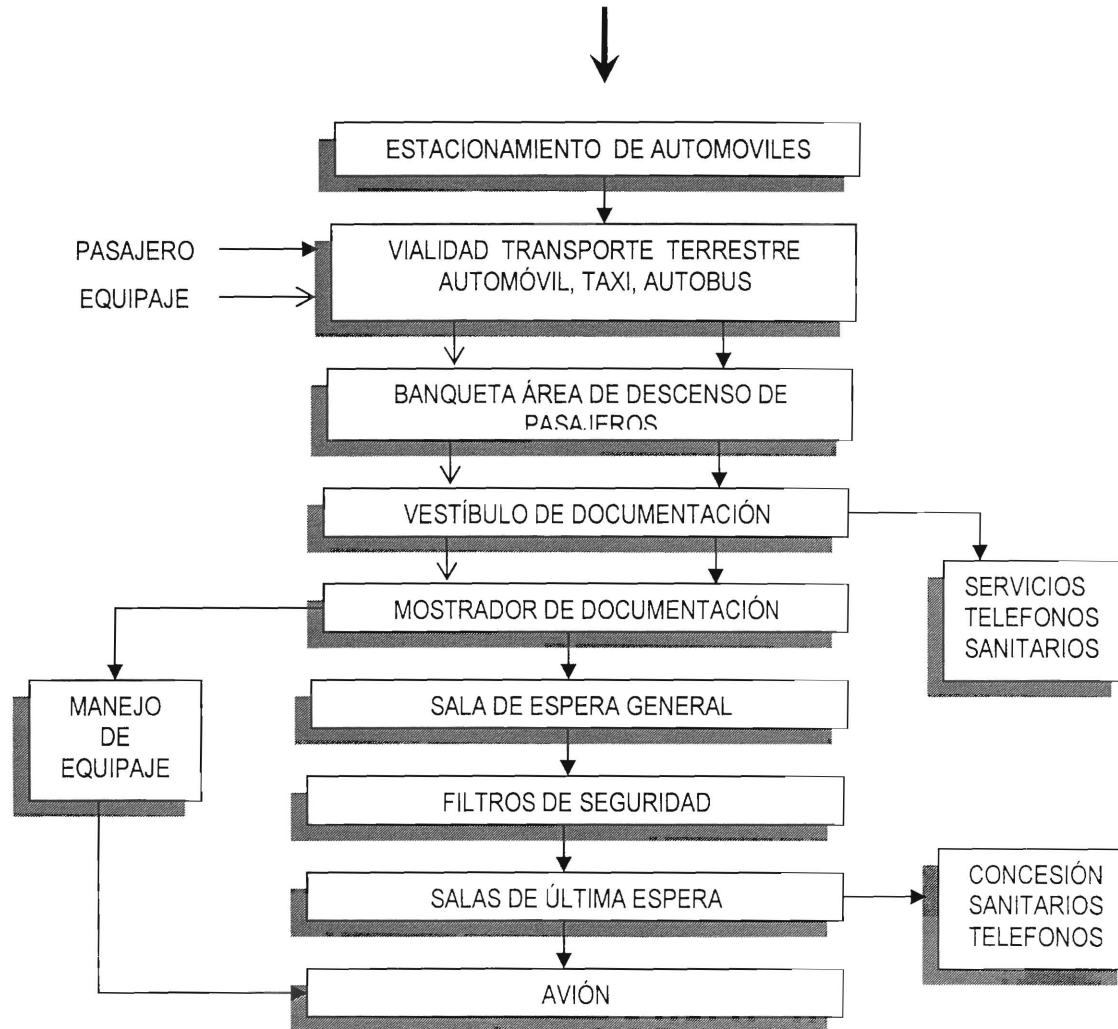 ESTACIONAMIENTO DE AUTOMOVILES
PASAJERO
EQUIPAJE
VIALIDAD TRANSPORTE TERRESTRE
AUTOMÓVIL, TAXI, AUTOBUS
BANQUETA ÁREA DE DESCENSO DE
PASAJEROS
VESTÍBULO DE DOCUMENTACIÓN
SERVICIOS
TELEFONOS
SANITARIOS
MOSTRADOR DE DOCUMENTACIÓN
MANEJO
DE
EQUIPAJE
SALA DE ESPERA GENERAL
FILTROS DE SEGURIDAD
SALAS DE ÚLTIMA ESPERA
CONCESIÓN
SANITARIOS
TELEFONOS
AVIÓN